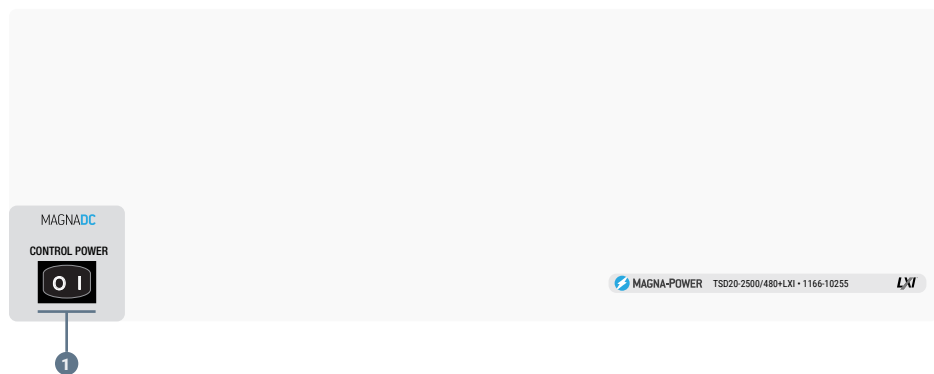 MAGNADC
CONTROL POWER
O I
MAGNA-POWER TSD20-2500/480+LXI • 1166-10255 LXI
1